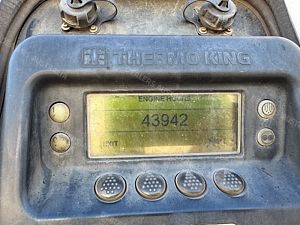 THERMO KING
ENGINE HOURS
43942
EXIT